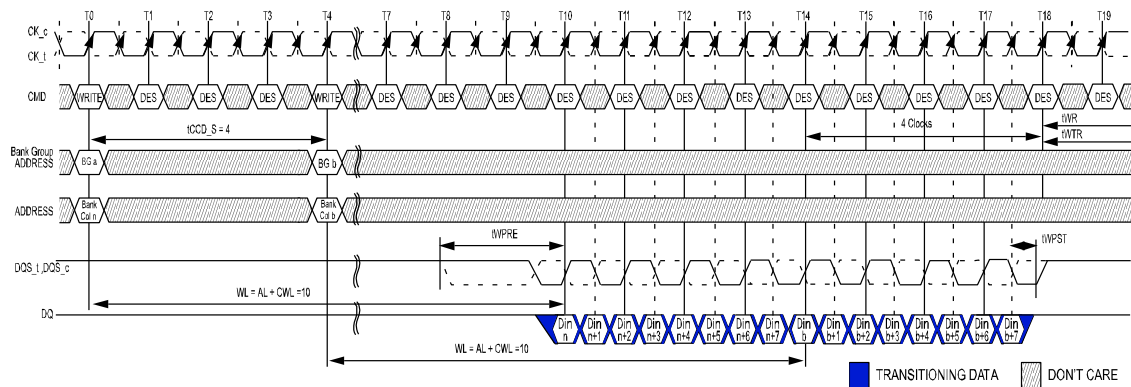 T0 T1 T2 T3 T4 T7 T8 T9 T10 T11 T12 T13 T14 T15 T16 T17 T18 T19
CK_c
CK_t
CMD WRITE DES DES DES WRITE DES DES DES DES DES DES DES DES DES DES DES DES DES
tCCD_S = 4
4 Clocks
tWR
tWTR
Bank Group
ADDRESS
BG a
BG b
ADDRESS
Bank
Col n
Bank
Col b
tWPRE
tWPST
DQS_t ,DQS_c
WL = AL + CWL =10
DQ
Din
n
Din
n+1
Din
n+2
Din
n+3
Din
n+4
Din
n+5
Din
n+6
Din
n+7
Din
b
Din
b+1
Din
b+2
Din
b+3
Din
b+4
Din
b+5
Din
b+6
Din
b+7
WL = AL + CWL =10
TRANSITIONING DATA
DON'T CARE